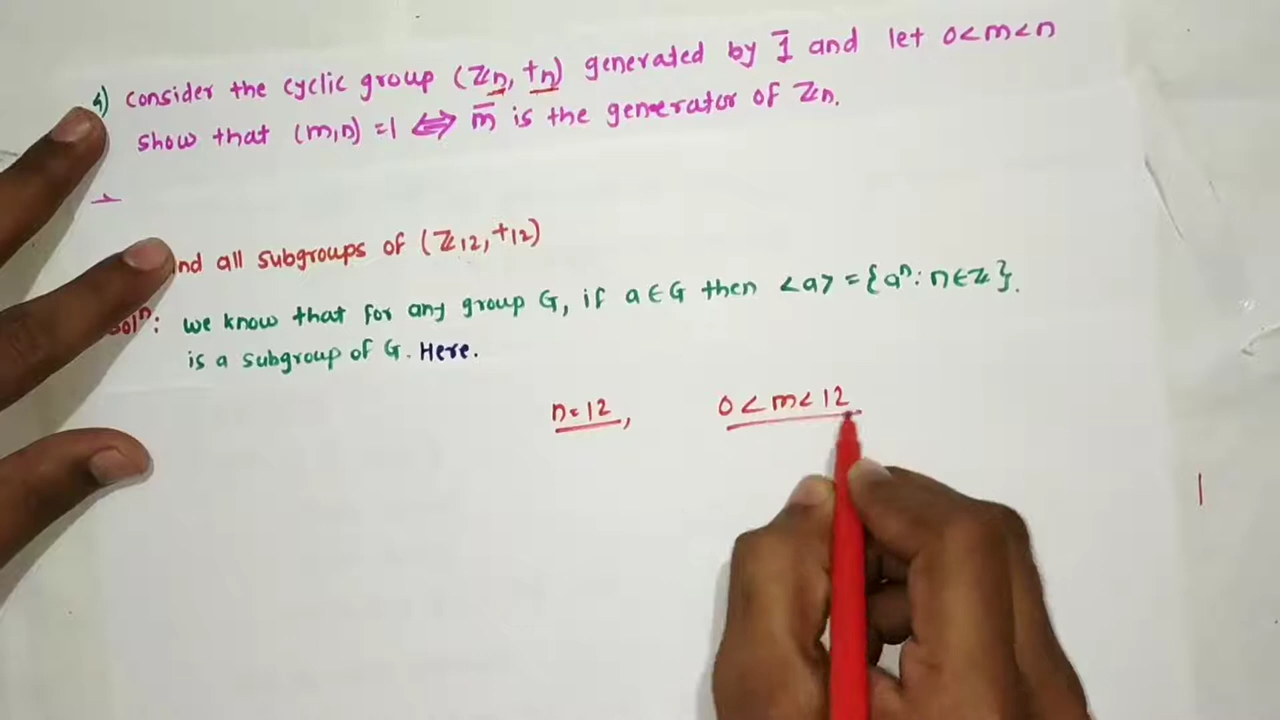 4) Consider the cyclic group (ℤn, +n) generated by 1̄ and let 0<m<n
show that (m,n) =1 ⇔ m̄ is the generator of ℤn.
nd all subgroups of (ℤ12, +12)
Solⁿ: we know that for any group G, if a ∈ G then <a> = {aⁿ : n∈ℤ}.
is a subgroup of G. Here.
n=12, 0 < m < 12